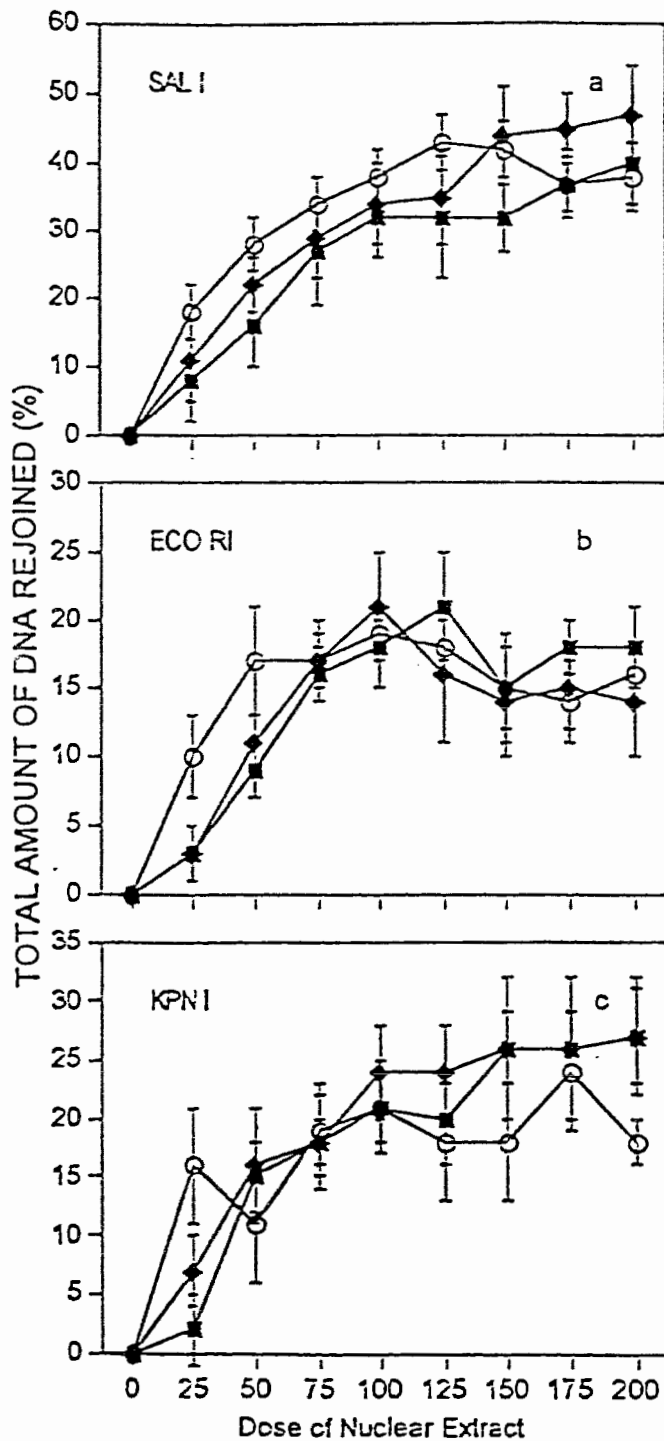 TOTAL AMOUNT OF DNA REJOINED (%)
60
SAL I
a
50
40
30
20
10
0
30
ECO RI
b
25
20
15
10
5
0
35
KPN I
c
30
25
20
15
10
5
0
0 25 50 75 100 125 150 175 200
Dose of Nuclear Extract